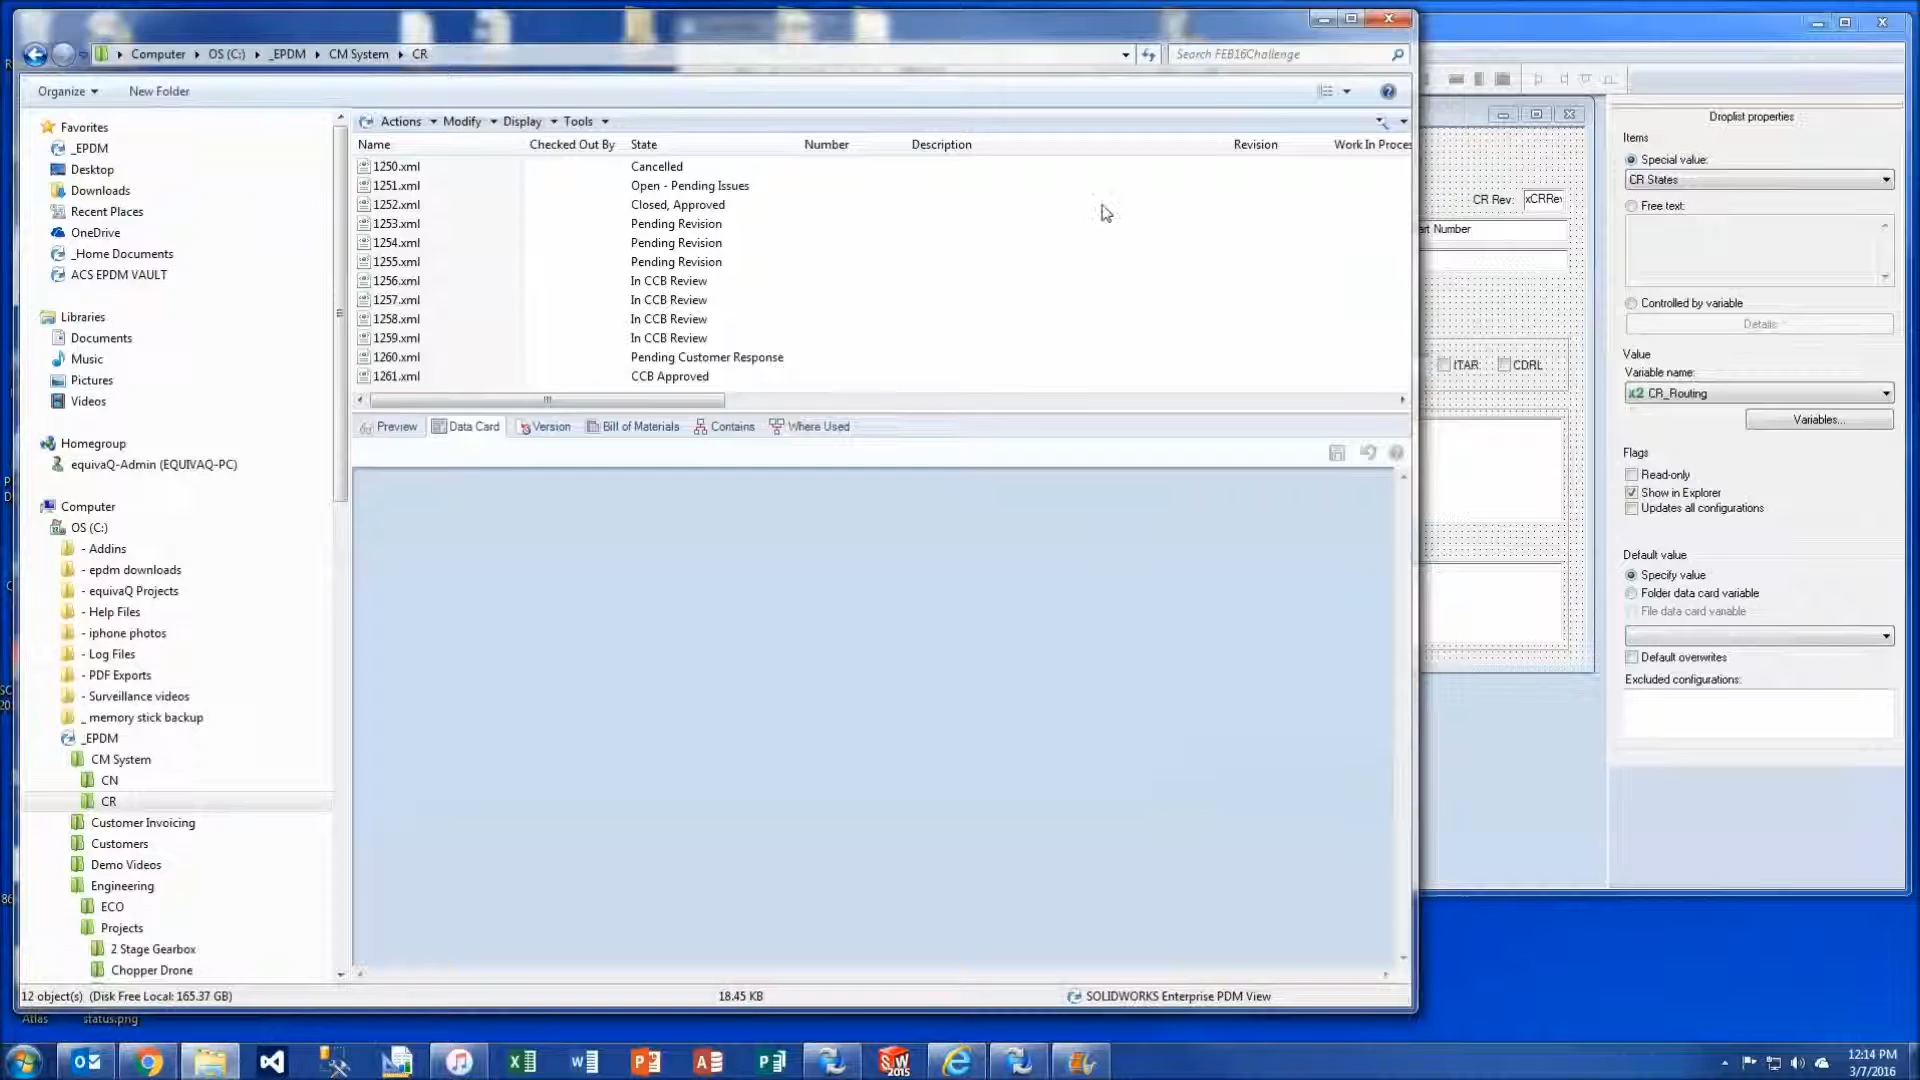 Computer OS (C:) _EPDM CM System CR
Search FEB16Challenge
Organize New Folder
Favorites
_EPDM
Desktop
Downloads
Recent Places
OneDrive
_Home Documents
ACS EPDM VAULT
Libraries
Documents
Music
Pictures
Videos
Homegroup
equivaQ-Admin (EQUIVAQ-PC)
Computer
OS (C:)
- Addins
- epdm downloads
- equivaQ Projects
- Help Files
- iphone photos
- Log Files
- PDF Exports
- Surveillance videos
_ memory stick backup
_EPDM
CM System
CN
CR
Customer Invoicing
Customers
Demo Videos
Engineering
ECO
Projects
2 Stage Gearbox
Chopper Drone
Actions Modify Display Tools
Name Checked Out By State Number Description Revision Work In Proces
1250.xml Cancelled
1251.xml Open - Pending Issues
1252.xml Closed, Approved
1253.xml Pending Revision
1254.xml Pending Revision
1255.xml Pending Revision
1256.xml In CCB Review
1257.xml In CCB Review
1258.xml In CCB Review
1259.xml In CCB Review
1260.xml Pending Customer Response
1261.xml CCB Approved
Preview Data Card Version Bill of Materials Contains Where Used
12 object(s) (Disk Free Local: 165.37 GB) 18.45 KB SOLIDWORKS Enterprise PDM View
CR Rev: xCRRev
art Number
ITAR CDRL
Droplist properties
Items
Special value:
CR States
Free text:
Controlled by variable
Details
Value
Variable name:
x2 CR_Routing
Variables...
Flags
Read-only
Show in Explorer
Updates all configurations
Default value
Specify value
Folder data card variable
File data card variable
Default overwrites
Excluded configurations:
Atlas status.png
SW 2015
12:14 PM
3/7/2016